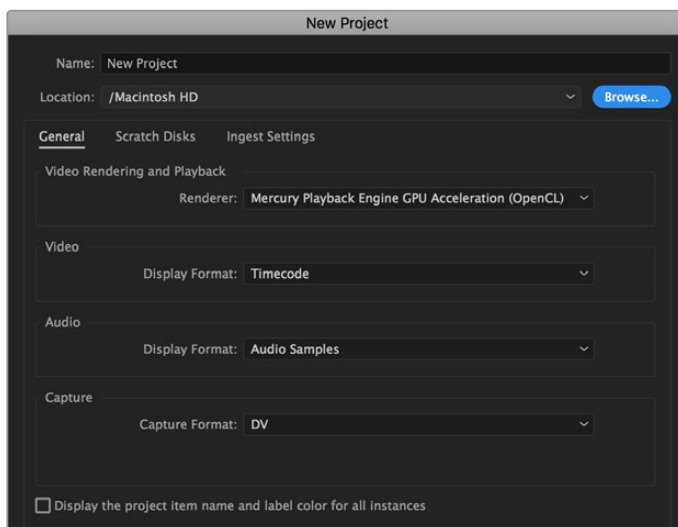 New Project
Name: New Project
Location: /Macintosh HD Browse...
General Scratch Disks Ingest Settings
Video Rendering and Playback
Renderer: Mercury Playback Engine GPU Acceleration (OpenCL)
Video
Display Format: Timecode
Audio
Display Format: Audio Samples
Capture
Capture Format: DV
Display the project item name and label color for all instances